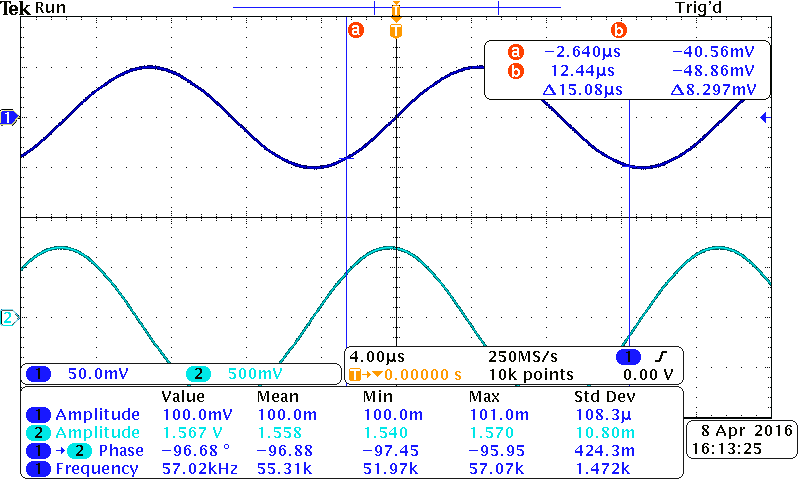 Tek Run Trig'd
T
a b T
a −2.640µs −40.56mV
b 12.44µs −48.86mV
Δ15.08µs Δ8.297mV
1
2
1 50.0mV 2 500mV
4.00µs 250MS/s 1
T→▼0.00000 s 10k points 0.00 V
Value Mean Min Max Std Dev
1 Amplitude 100.0mV 100.0m 100.0m 101.0m 108.3µ
2 Amplitude 1.567 V 1.558 1.540 1.570 10.80m
1 → 2 Phase −96.68 ° −96.88 −97.45 −95.95 424.3m
1 Frequency 57.02kHz 55.31k 51.97k 57.07k 1.472k
8 Apr 2016
16:13:25